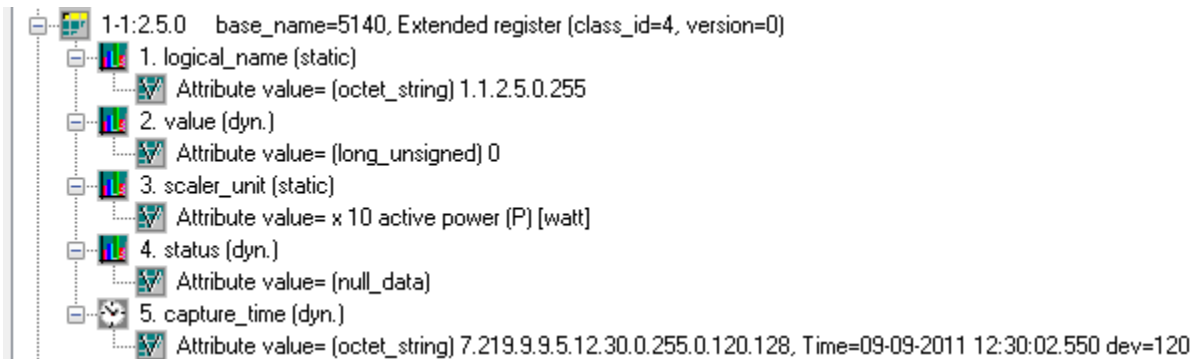 1-1:2.5.0 base_name=5140, Extended register (class_id=4, version=0)
1. logical_name (static)
Attribute value= (octet_string) 1.1.2.5.0.255
2. value (dyn.)
Attribute value= (long_unsigned) 0
3. scaler_unit (static)
Attribute value= x 10 active power (P) [watt]
4. status (dyn.)
Attribute value= (null_data)
5. capture_time (dyn.)
Attribute value= (octet_string) 7.219.9.9.5.12.30.0.255.0.120.128, Time=09-09-2011 12:30:02.550 dev=120